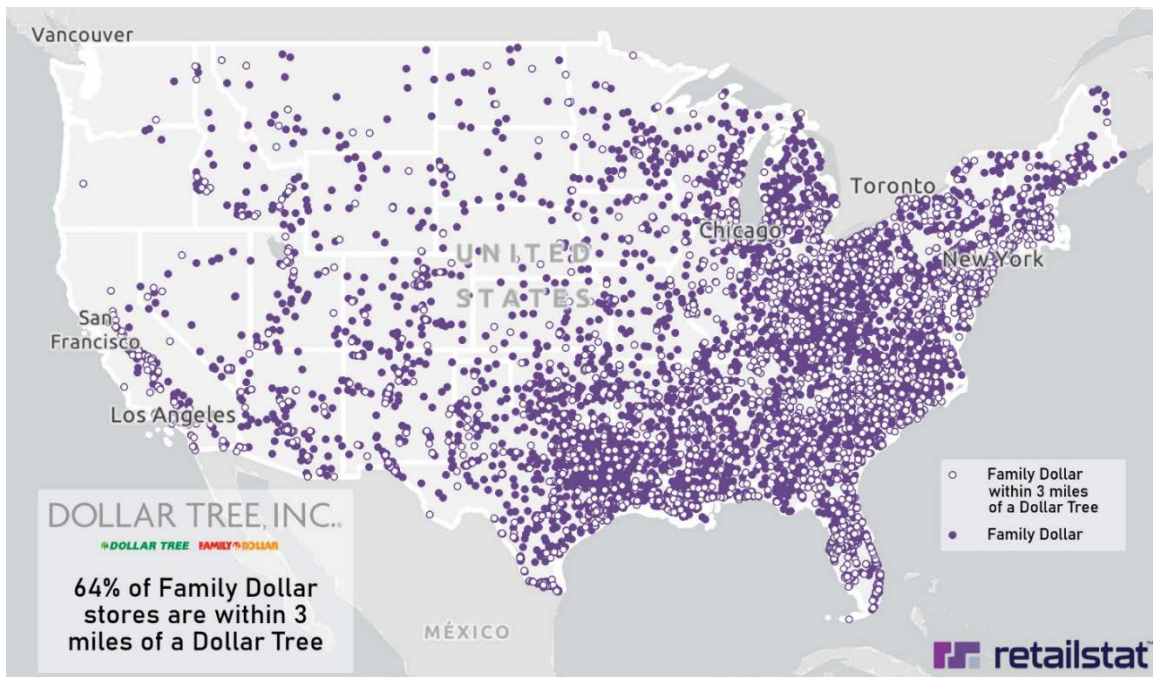 Vancouver
Toronto
Chicago
New York
UNITED
STATES
San
Francisco
Los Angeles
MÉXICO
Family Dollar
within 3 miles
of a Dollar Tree
Family Dollar
DOLLAR TREE, INC.®
DOLLAR TREE FAMILY DOLLAR
64% of Family Dollar
stores are within 3
miles of a Dollar Tree
retailstat™